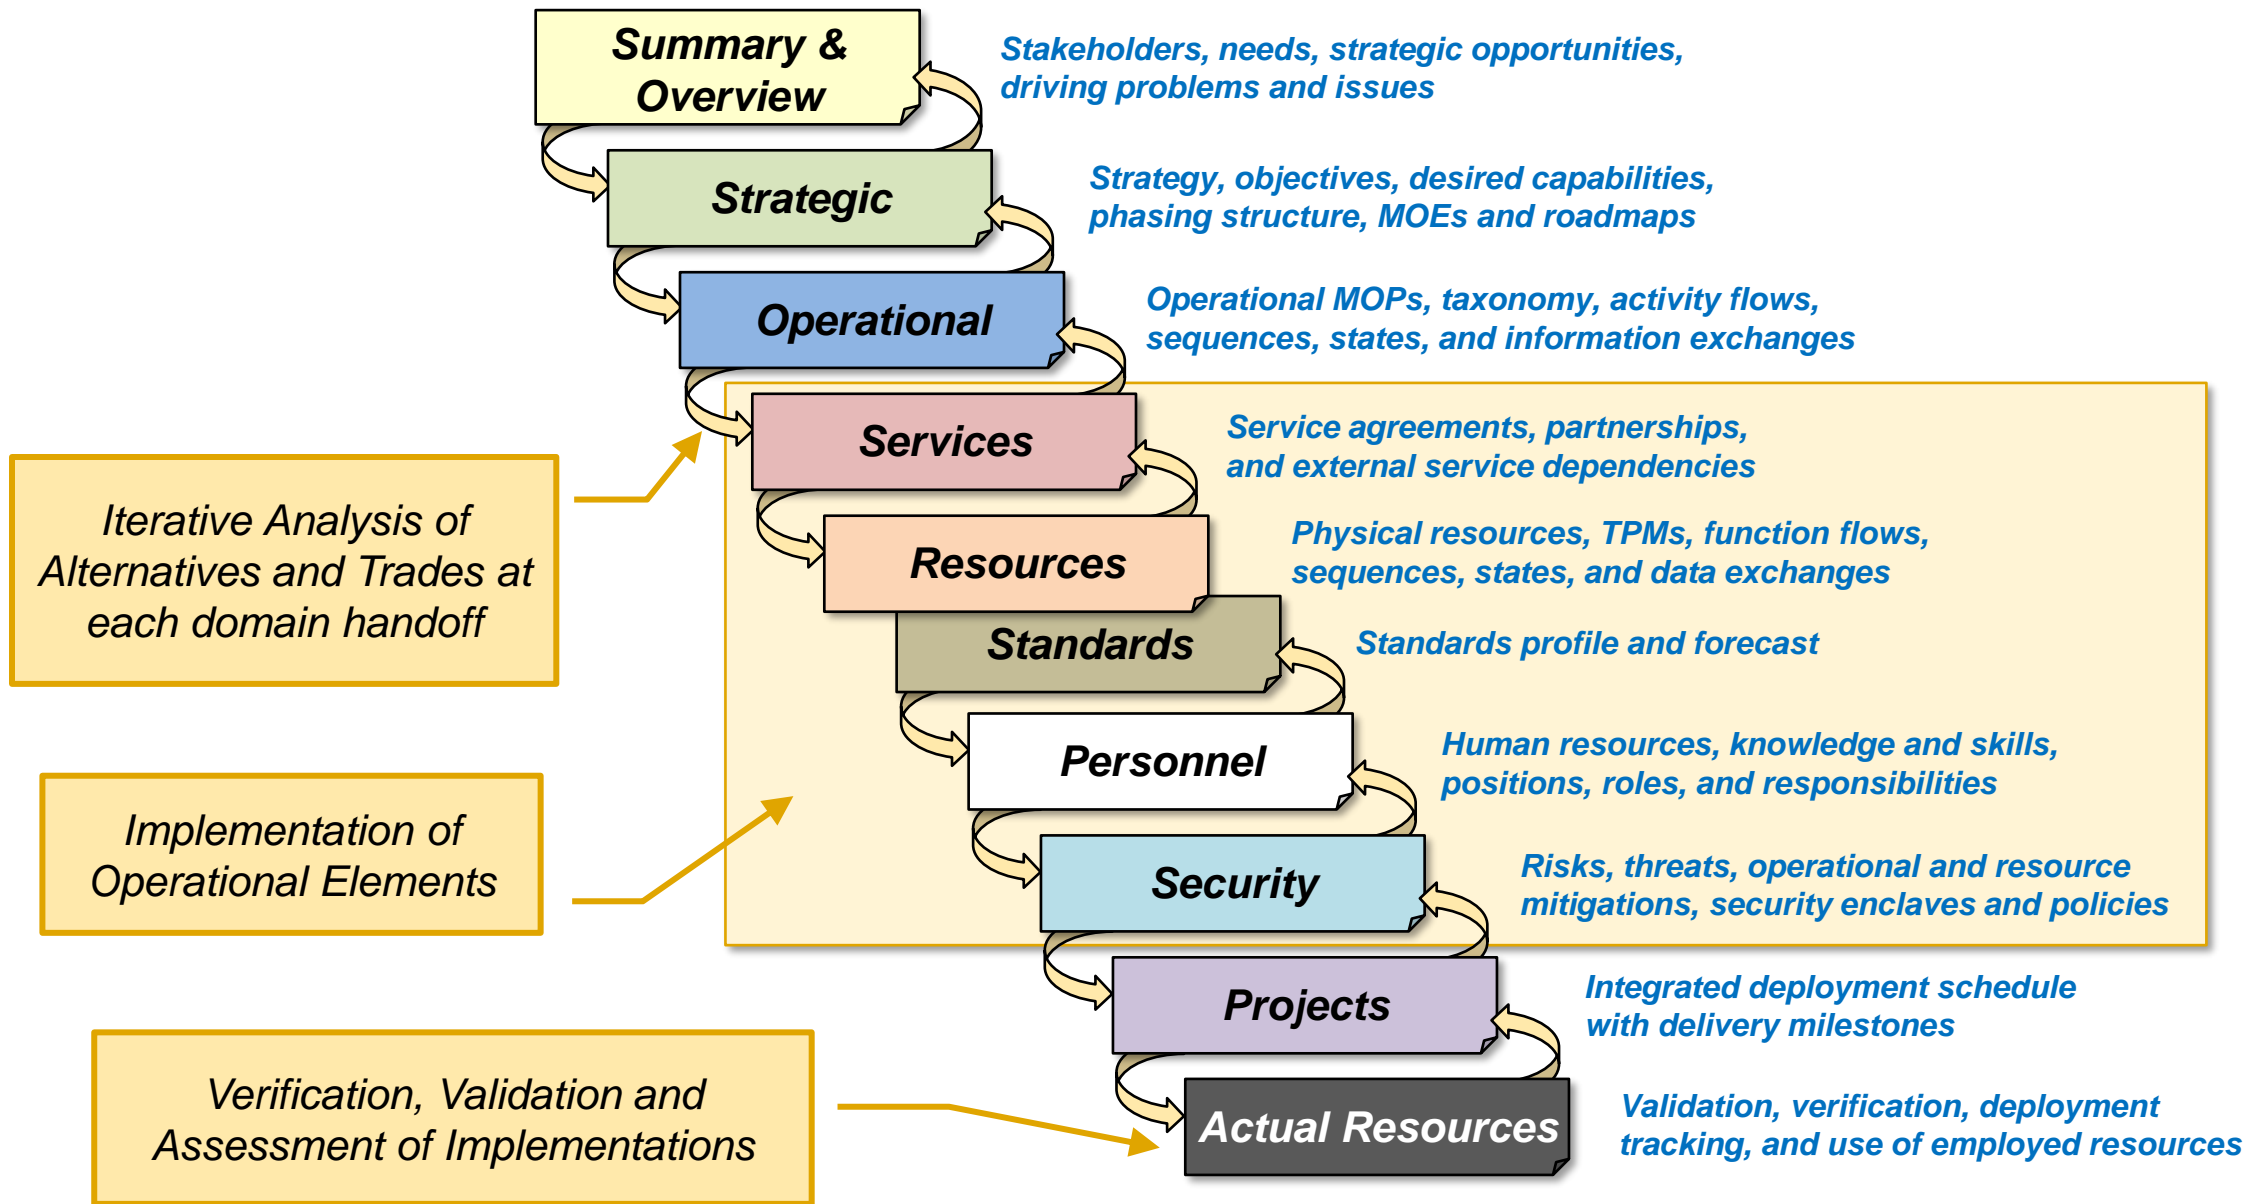 Summary &
Overview
Stakeholders, needs, strategic opportunities,
driving problems and issues
Strategic
Strategy, objectives, desired capabilities,
phasing structure, MOEs and roadmaps
Operational
Operational MOPs, taxonomy, activity flows,
sequences, states, and information exchanges
Services
Service agreements, partnerships,
and external service dependencies
Iterative Analysis of
Alternatives and Trades at
each domain handoff
Resources
Physical resources, TPMs, function flows,
sequences, states, and data exchanges
Standards
Standards profile and forecast
Personnel
Human resources, knowledge and skills,
positions, roles, and responsibilities
Implementation of
Operational Elements
Security
Risks, threats, operational and resource
mitigations, security enclaves and policies
Projects
Integrated deployment schedule
with delivery milestones
Verification, Validation and
Assessment of Implementations
Actual Resources
Validation, verification, deployment
tracking, and use of employed resources